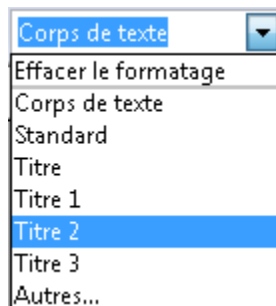 Corps de texte
Effacer le formatage
Corps de texte
Standard
Titre
Titre 1
Titre 2
Titre 3
Autres...